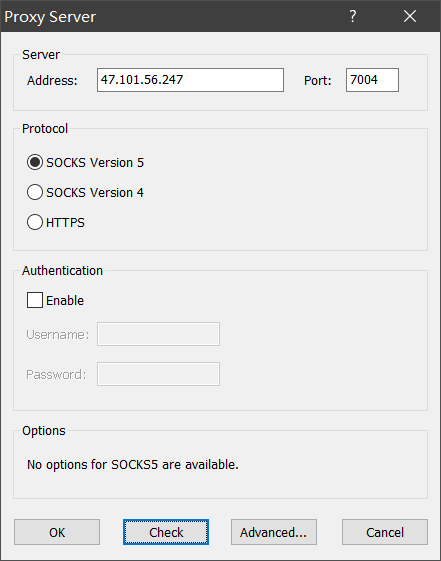 Proxy Server ?
Server
Address: 47.101.56.247 Port: 7004
Protocol
SOCKS Version 5
SOCKS Version 4
HTTPS
Authentication
Enable
Username:
Password:
Options
No options for SOCKS5 are available.
OK Check Advanced... Cancel